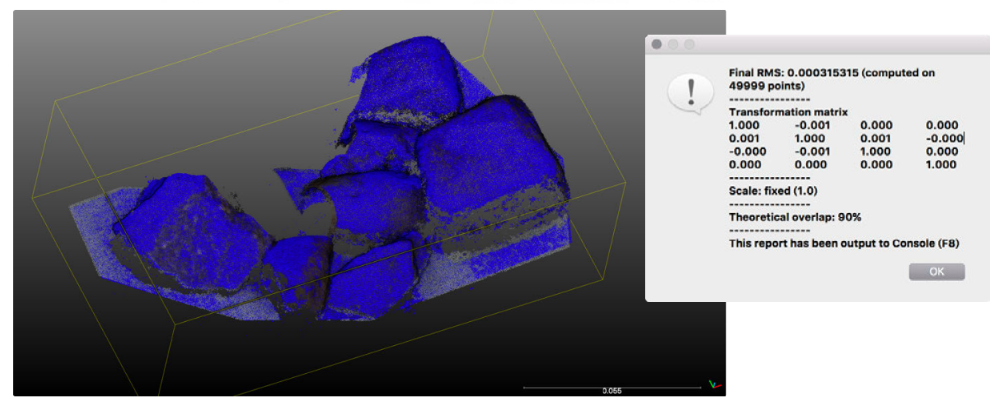 Final RMS: 0.000315315 (computed on
49999 points)
----------------
Transformation matrix
1.000 -0.001 0.000 0.000
0.001 1.000 0.001 -0.000
-0.000 -0.001 1.000 0.000
0.000 0.000 0.000 1.000
----------------
Scale: fixed (1.0)
----------------
Theoretical overlap: 90%
----------------
This report has been output to Console (F8)
OK
0.055